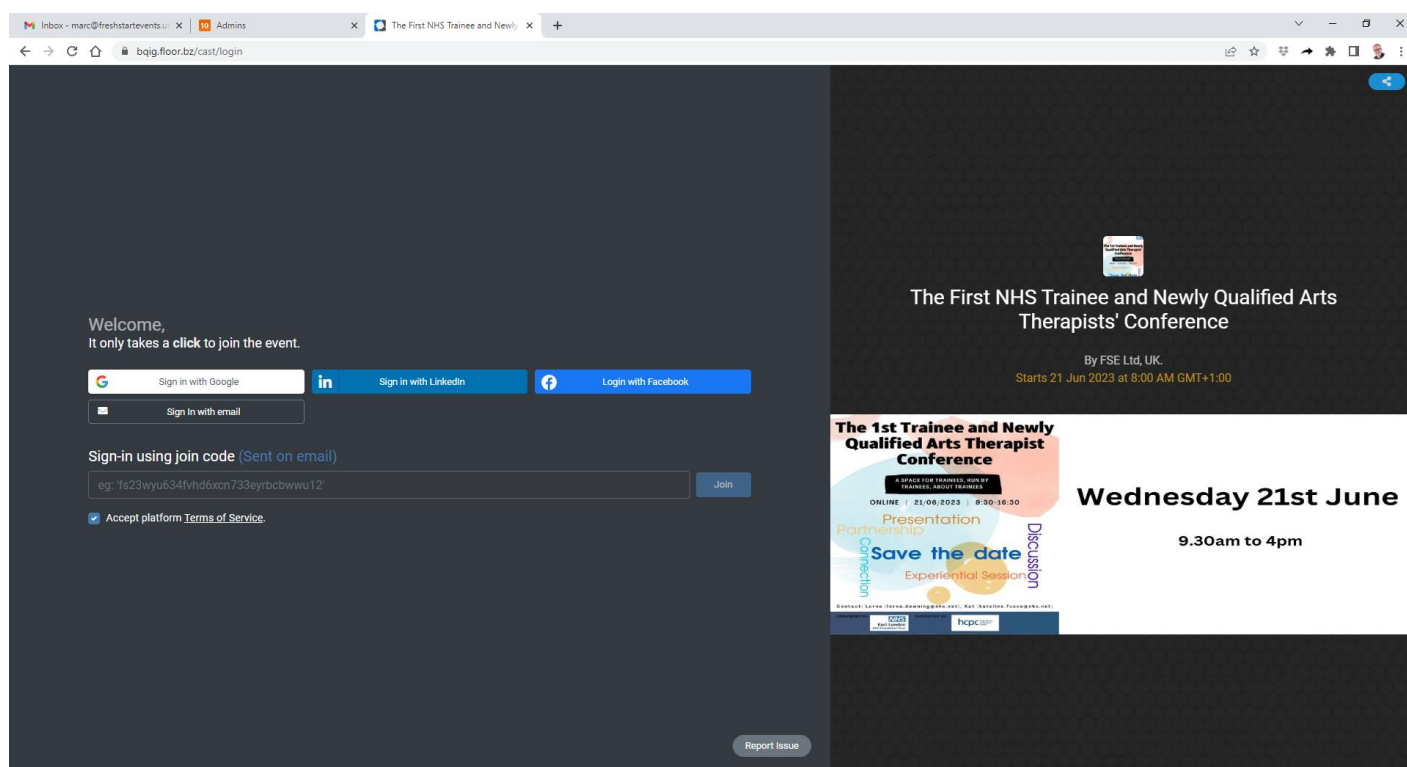 Inbox - marc@freshstartevents.u
10 Admins
The First NHS Trainee and Newly
bqig.floor.bz/cast/login
Welcome,
It only takes a click to join the event.
Sign in with Google
in Sign in with LinkedIn
Login with Facebook
Sign In with email
Sign-in using join code (Sent on email)
eg: 'fs23wyu634fvhd6xcn733eyrbcbwwu12'
Join
Accept platform Terms of Service.
Report Issue
The First NHS Trainee and Newly Qualified Arts
Therapists' Conference
By FSE Ltd, UK.
Starts 21 Jun 2023 at 8:00 AM GMT+1:00
The 1st Trainee and Newly
Qualified Arts Therapist
Conference
A SPACE FOR TRAINEES, RUN BY
TRAINEES, ABOUT TRAINEES
ONLINE | 21/06/2023 | 9:30-16:30
Presentation
Partnership
Connection
Save the date
Discussion
Experiential Session
NHS
East London
hcpc
Wednesday 21st June
9.30am to 4pm